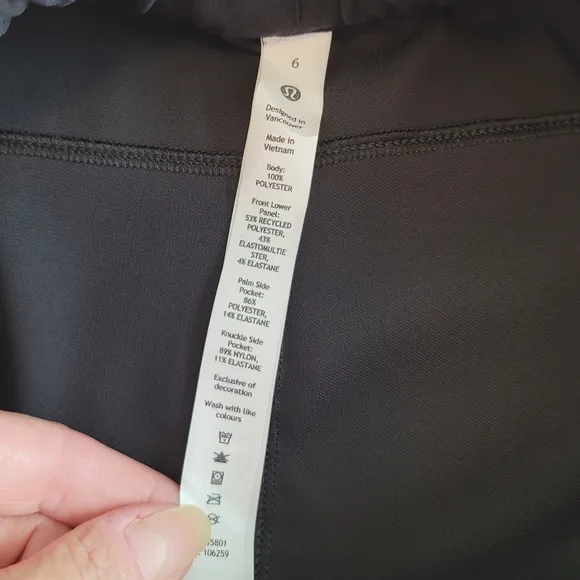 6
Designed in
Vancouver
Made in
Vietnam
Body:
100%
POLYESTER
Front Lower
Panel:
53% RECYCLED
POLYESTER,
43%
ELASTOMULTIE
STER,
4% ELASTANE
Palm Side
Pocket:
86%
POLYESTER,
14% ELASTANE
Knuckle Side
Pocket:
89% NYLON,
11% ELASTANE
Exclusive of
decoration
Wash with like
colours
5801
106259